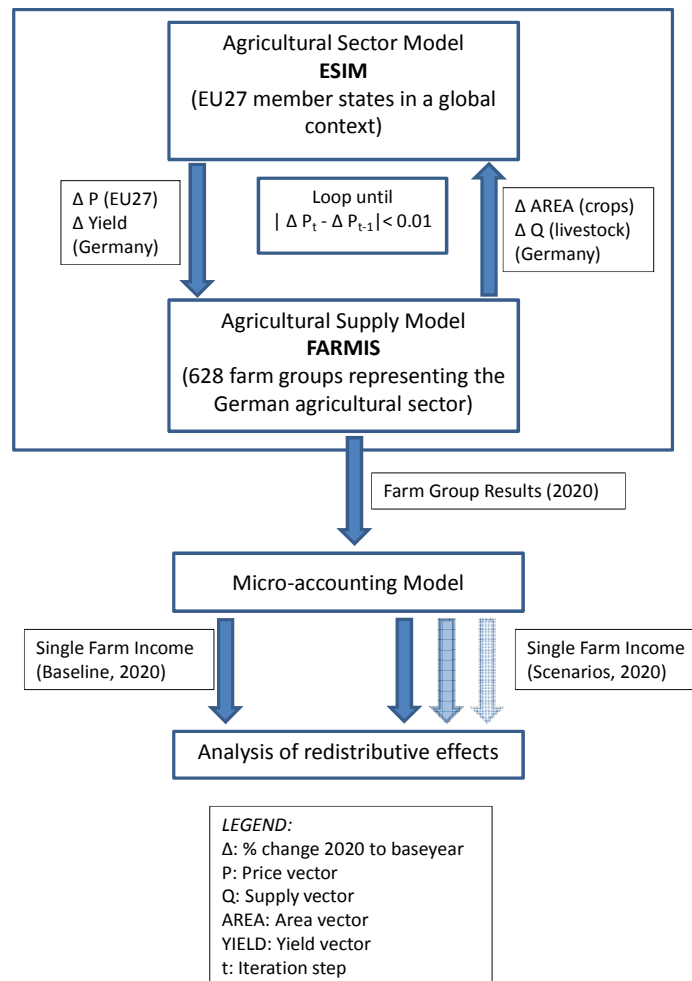 Agricultural Sector Model
ESIM
(EU27 member states in a global
context)
Δ P (EU27)
Δ Yield
(Germany)
Loop until
| Δ Pt - Δ Pt-1|< 0.01
Δ AREA (crops)
Δ Q (livestock)
(Germany)
Agricultural Supply Model
FARMIS
(628 farm groups representing the
German agricultural sector)
Farm Group Results (2020)
Micro-accounting Model
Single Farm Income
(Baseline, 2020)
Single Farm Income
(Scenarios, 2020)
Analysis of redistributive effects
LEGEND:
Δ: % change 2020 to baseyear
P: Price vector
Q: Supply vector
AREA: Area vector
YIELD: Yield vector
t: Iteration step